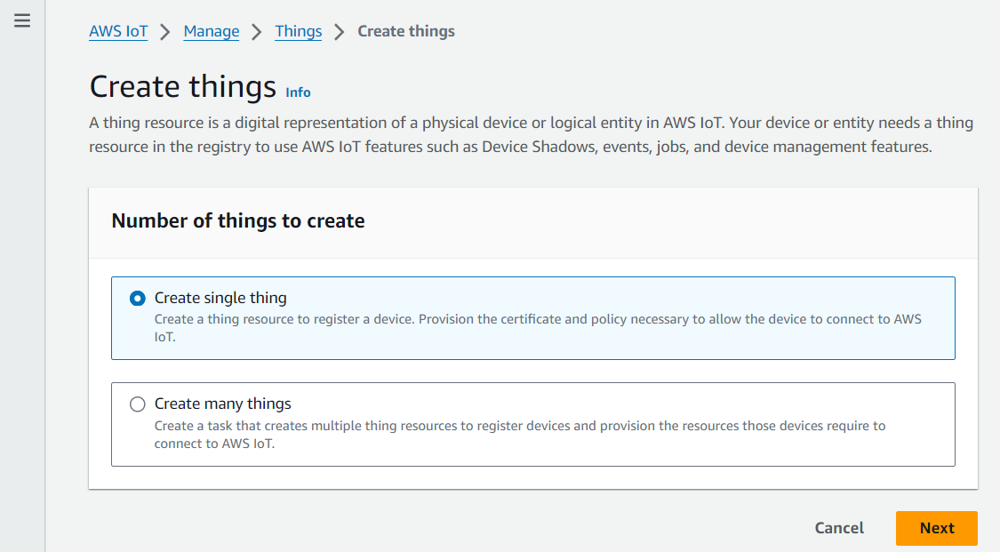 AWS IoT > Manage > Things > Create things
Create things Info
A thing resource is a digital representation of a physical device or logical entity in AWS IoT. Your device or entity needs a thing
resource in the registry to use AWS IoT features such as Device Shadows, events, jobs, and device management features.
Number of things to create
Create single thing
Create a thing resource to register a device. Provision the certificate and policy necessary to allow the device to connect to AWS
IoT.
Create many things
Create a task that creates multiple thing resources to register devices and provision the resources those devices require to
connect to AWS IoT.
Cancel Next